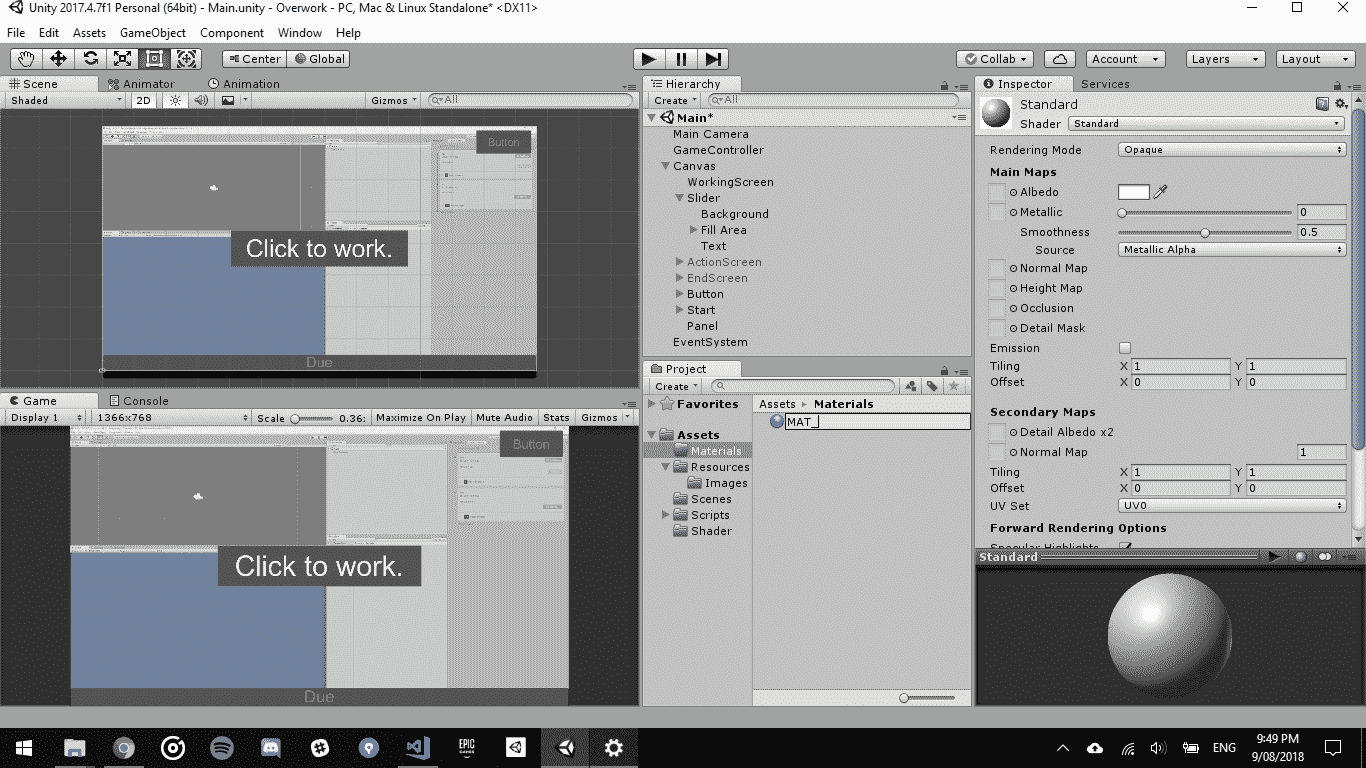 Unity 2017.4.7f1 Personal (64bit) - Main.unity - Overwork - PC, Mac & Linux Standalone* <DX11>
File Edit Assets GameObject Component Window Help
Center Global Collab Account Layers Layout
Scene Animator Animation
Shaded 2D Gizmos All
Button
Click to work.
Due
Game Console
Display 1 1366x768 Scale 0.36: Maximize On Play Mute Audio Stats Gizmos
Button
Click to work.
Due
Hierarchy
Create All
Main*
Main Camera
GameController
Canvas
WorkingScreen
Slider
Background
Fill Area
Text
ActionScreen
EndScreen
Button
Start
Panel
EventSystem
Project
Create
Favorites
Assets
Materials
Resources
Images
Scenes
Scripts
Shader
Assets Materials
MAT_
Inspector Services
Standard
Shader Standard
Rendering Mode Opaque
Main Maps
Albedo
Metallic 0
Smoothness 0.5
Source Metallic Alpha
Normal Map
Height Map
Occlusion
Detail Mask
Emission
Tiling X 1 Y 1
Offset X 0 Y 0
Secondary Maps
Detail Albedo x2
Normal Map 1
Tiling X 1 Y 1
Offset X 0 Y 0
UV Set UV0
Forward Rendering Options
Specular Highlights
Standard
EPIC GAMES
ENG
9:49 PM
9/08/2018